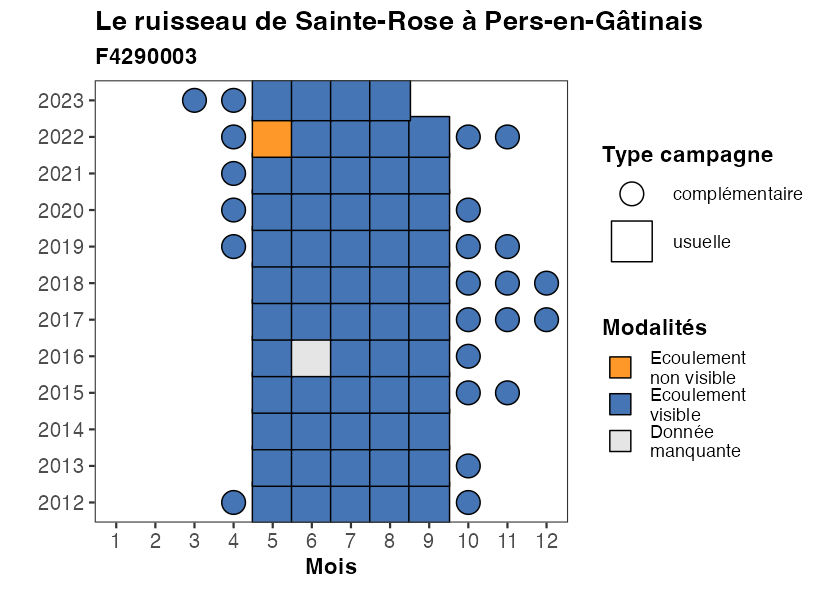 Le ruisseau de Sainte-Rose à Pers-en-Gâtinais
F4290003
2023
2022
2021
2020
2019
2018
2017
2016
2015
2014
2013
2012
1 2 3 4 5 6 7 8 9 10 11 12
Mois
Type campagne
complémentaire
usuelle
Modalités
Ecoulement
non visible
Ecoulement
visible
Donnée
manquante